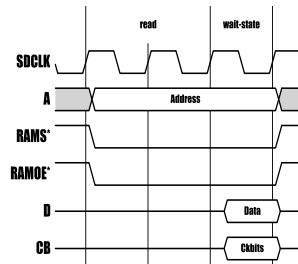 read wait-state
SDCLK
A Address
RAMS*
RAMOE*
D Data
CB Ckbits